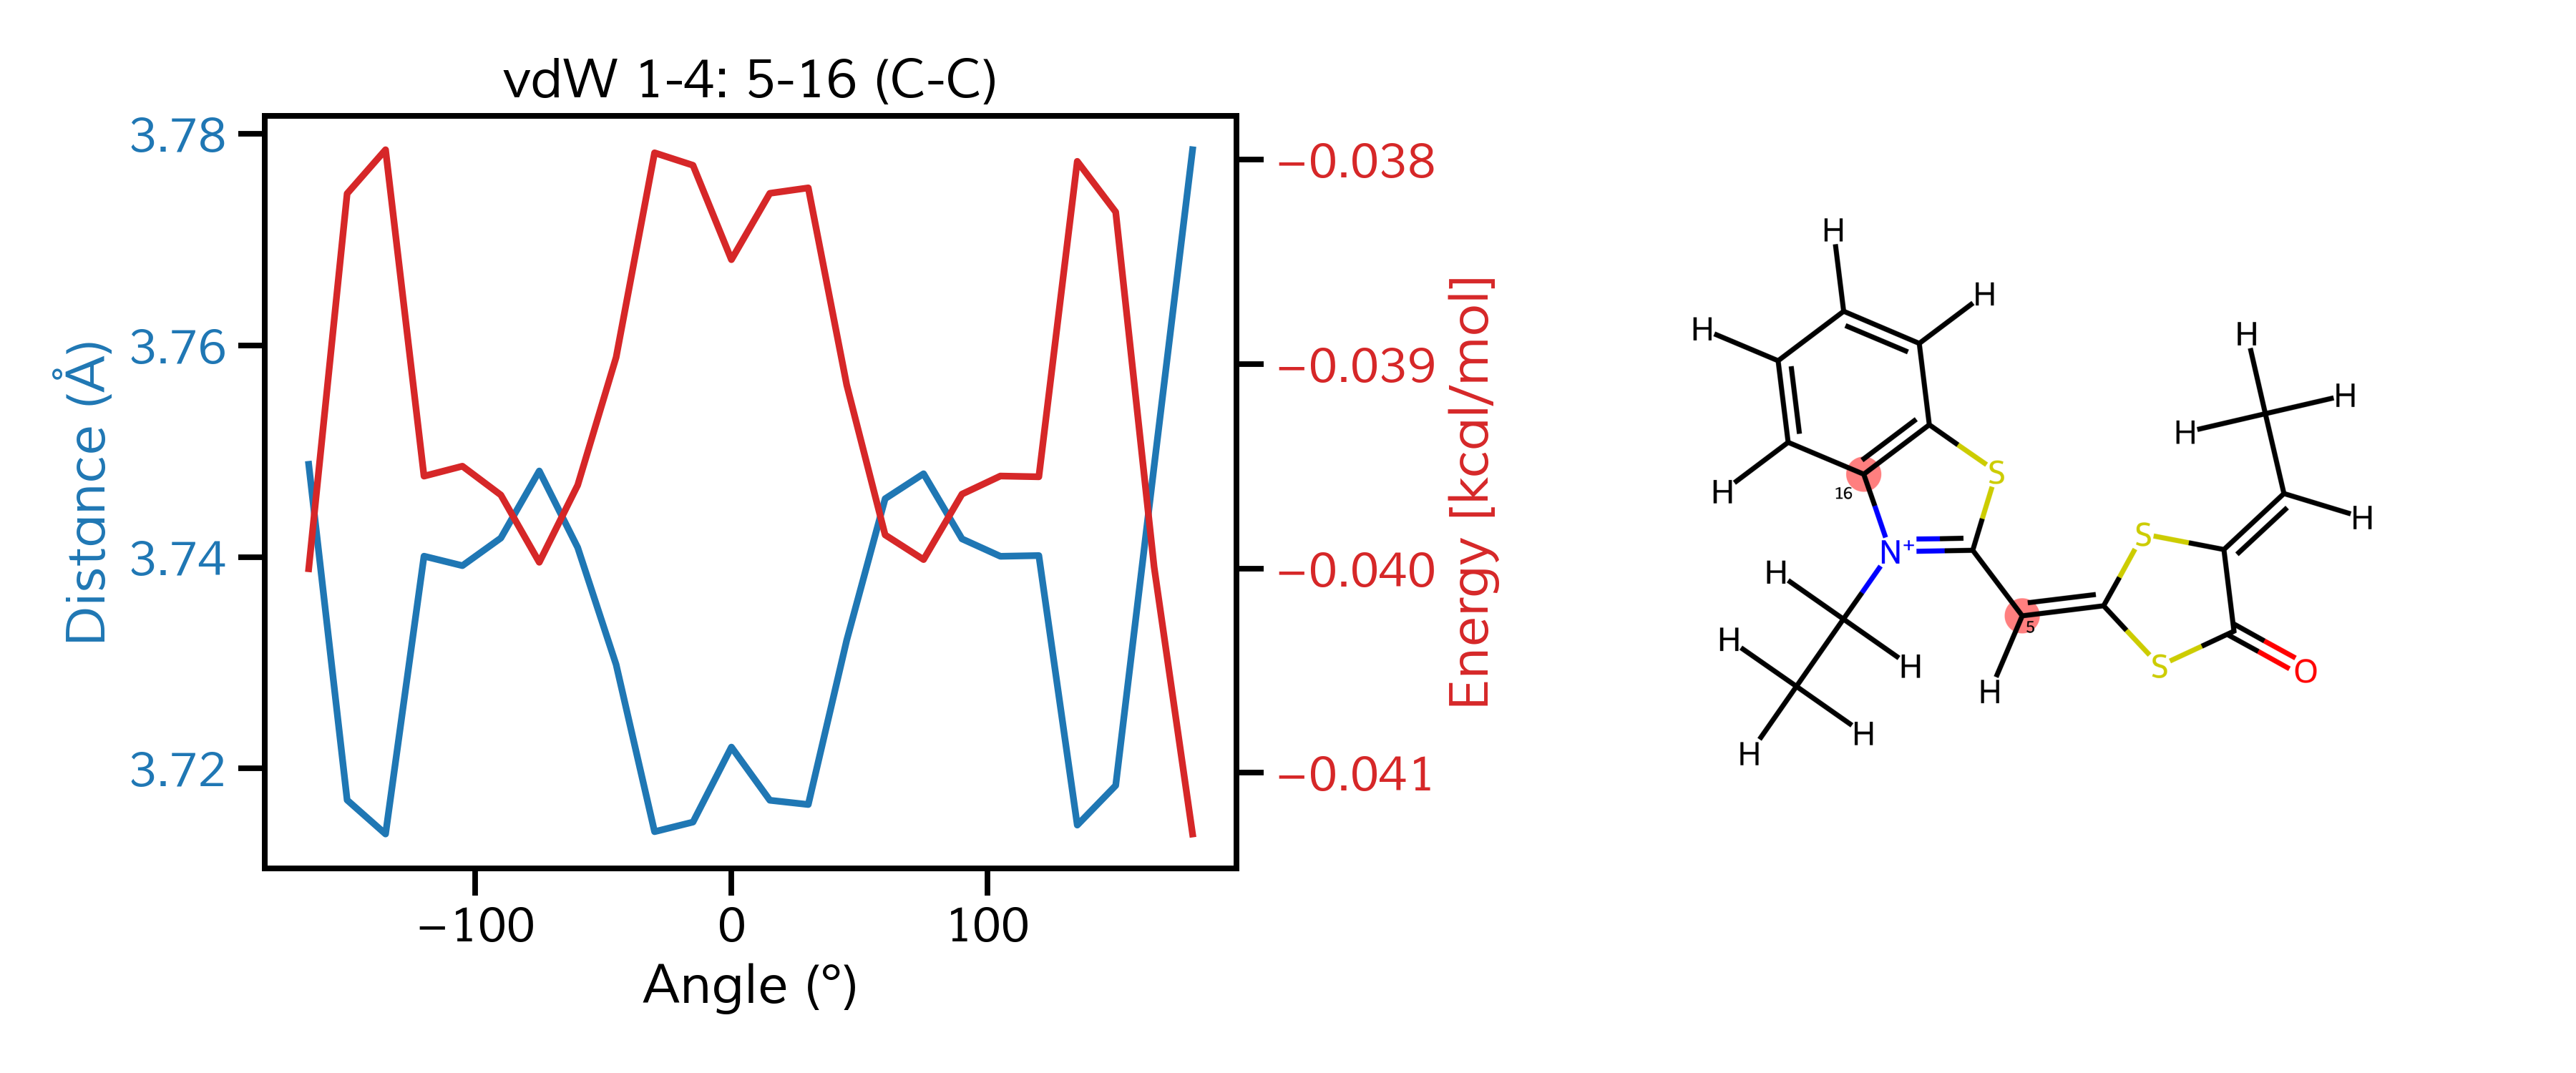 vdW 1-4: 5-16 (C-C)
3.78
3.76
3.74
3.72
Distance (Å)
−0.038
−0.039
−0.040
−0.041
Energy [kcal/mol]
−100
0
100
Angle (°)
H
H
H
H
H
H
H
S
16
H
S
H
N+
H
5
H
H
S
O
H
H
H